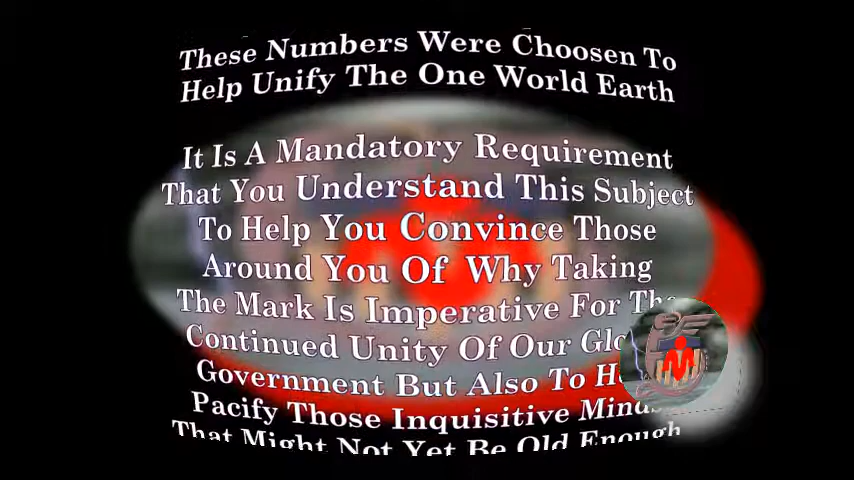 These Numbers Were Choosen To
Help Unify The One World Earth
It Is A Mandatory Requirement
That You Understand This Subject
To Help You Convince Those
Around You Of Why Taking
The Mark Is Imperative For The
Continued Unity Of Our
Government But Also To
Pacify Those Inquisitive Minds
That Might Not Yet Be Old Enough